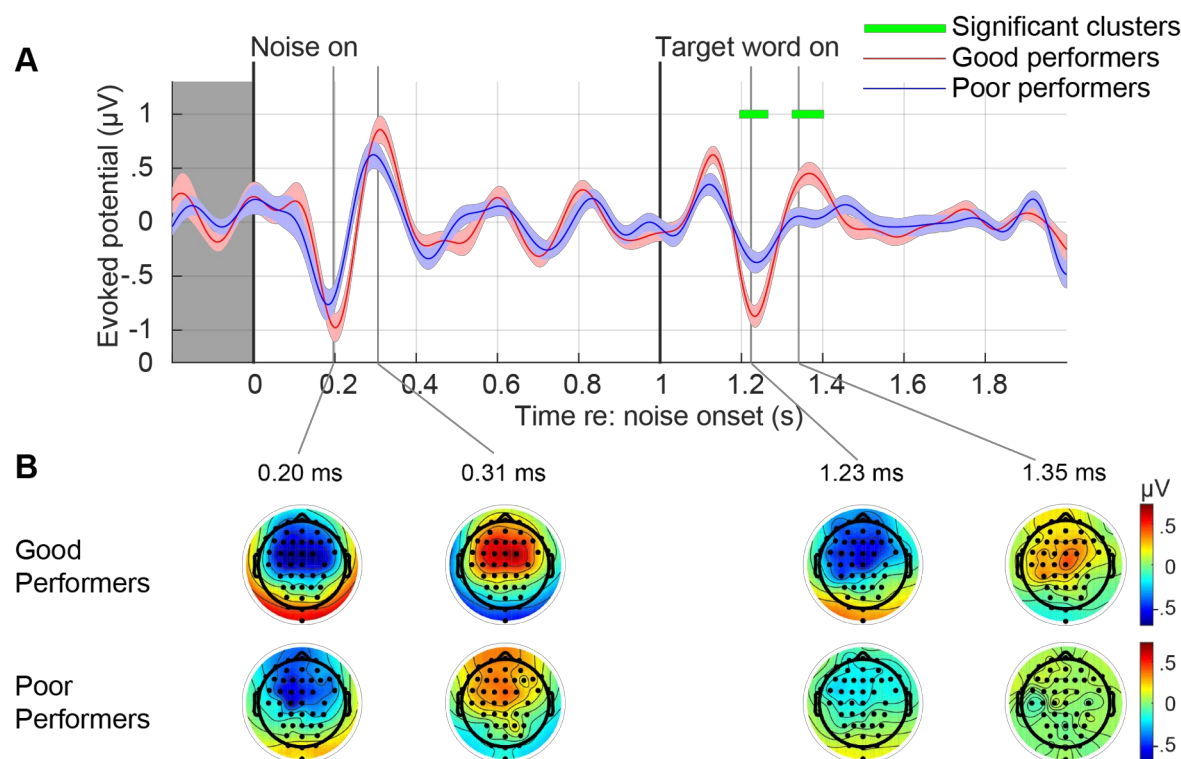 Significant clusters
Good performers
Poor performers
A
Noise on
Target word on
Evoked potential (µV)
1
.5
0
-.5
-1
0
0 0.2 0.4 0.6 0.8 1 1.2 1.4 1.6 1.8
Time re: noise onset (s)
B
0.20 ms 0.31 ms 1.23 ms 1.35 ms
µV
Good
Performers
.5
0
-.5
Poor
Performers
.5
0
-.5